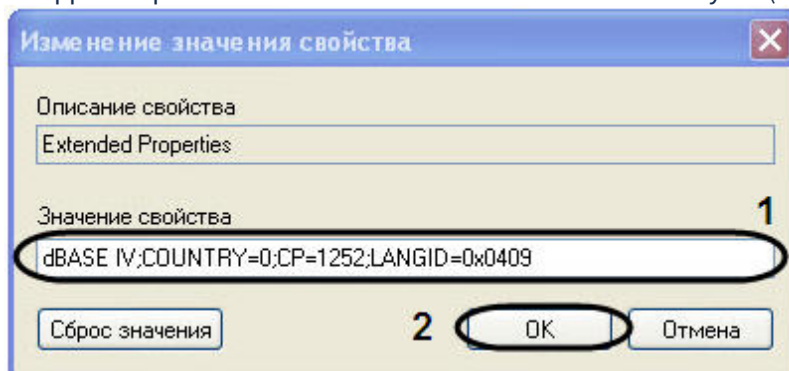 Изменение значения свойства
Описание свойства
Extended Properties
Значение свойства
1
dBASE IV;COUNTRY=0;CP=1252;LANGID=0x0409
Сброс значения
2
OK
Отмена